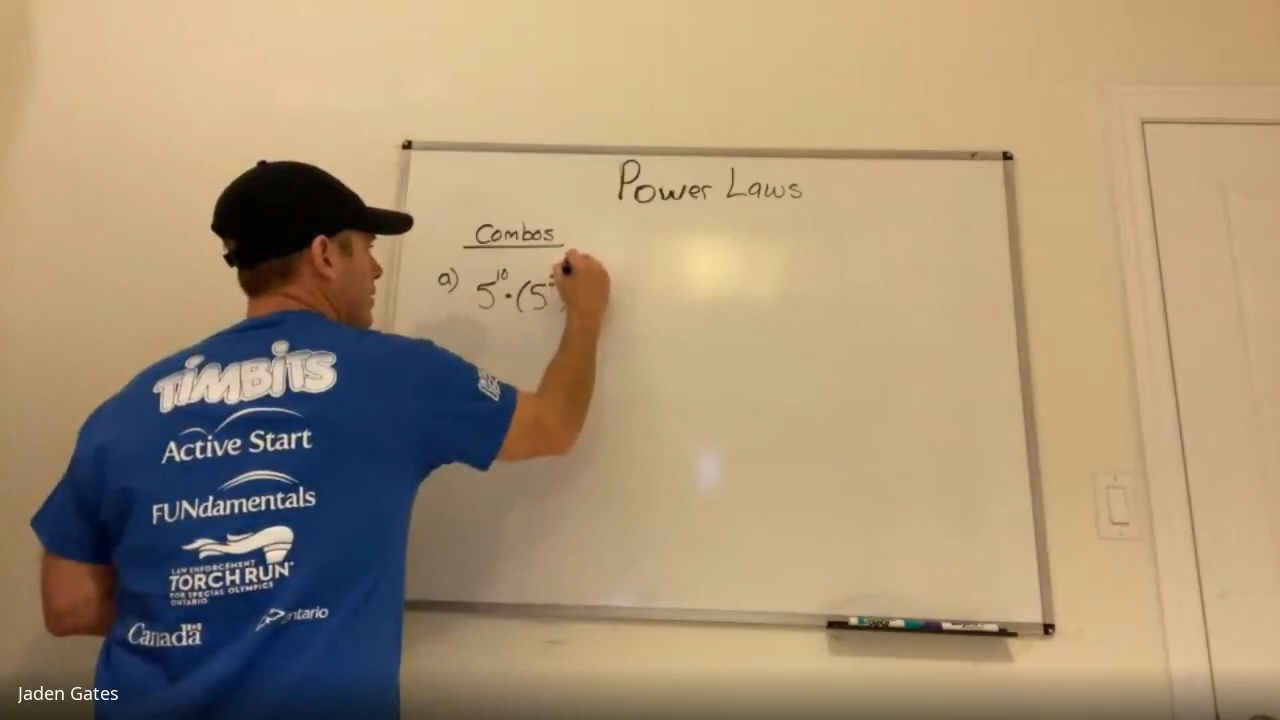 Power Laws
Combos
a) 5¹⁰·(5
TiMBiTS
Active Start
FUNdamentals
LAW ENFORCEMENT
TORCH RUN
FOR SPECIAL OLYMPICS
ONTARIO
Canada
Ontario
Jaden Gates